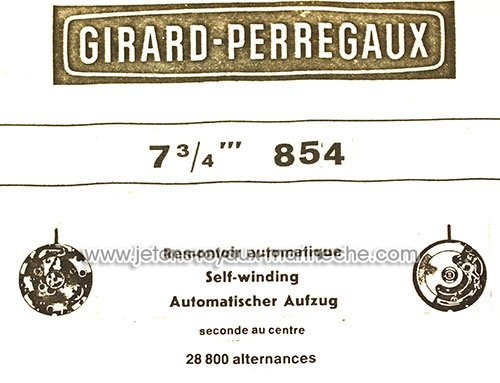 GIRARD-PERREGAUX
7 3/4 ''' 854
Remontoir automatique
Self-winding
Automatischer Aufzug
seconde au centre
28 800 alternances